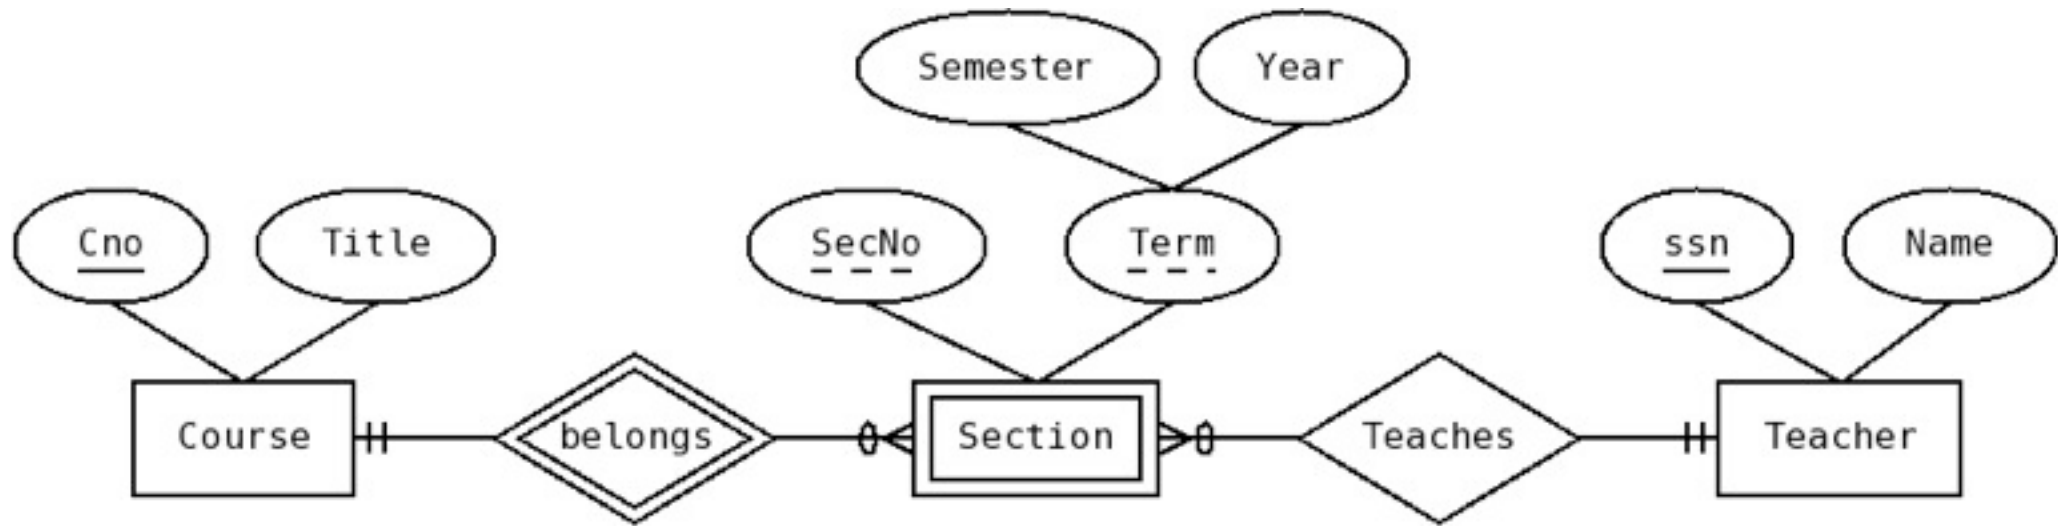 Semester
Year
Cno
Title
SecNo
Term
ssn
Name
Course
belongs
Section
Teaches
Teacher